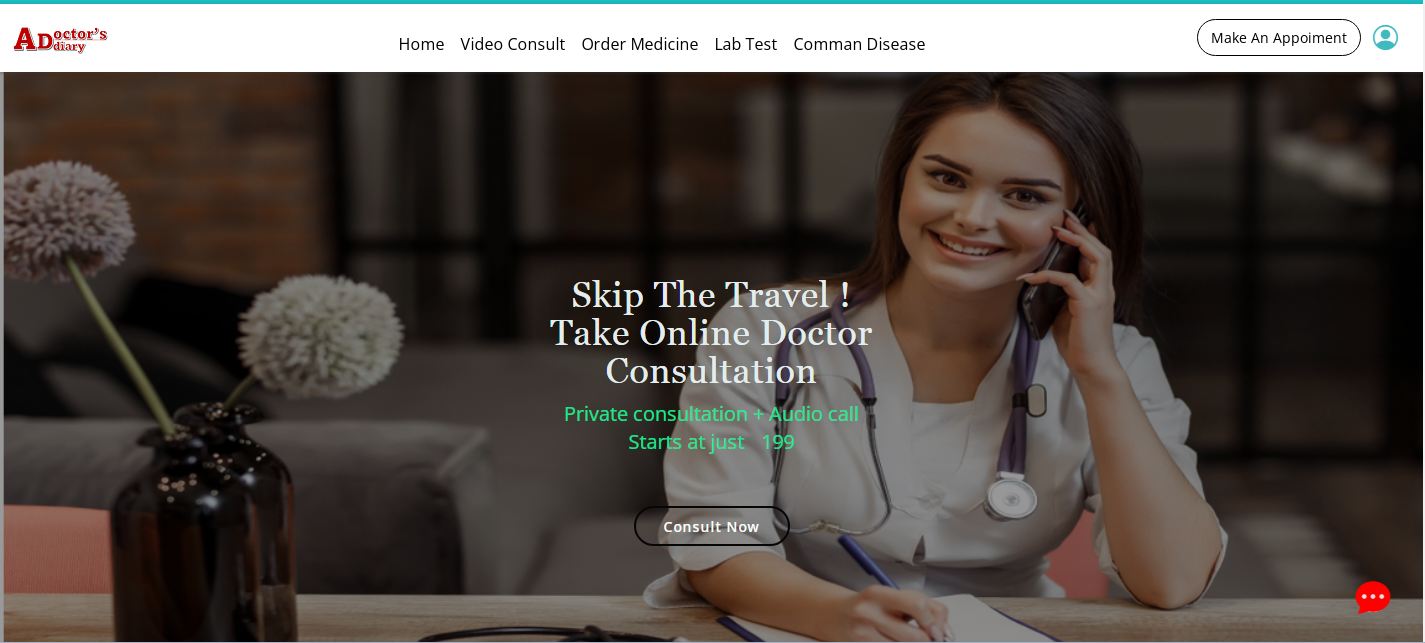 A Doctor's
diary
Home Video Consult Order Medicine Lab Test Comman Disease
Make An Appoiment
Skip The Travel !
Take Online Doctor
Consultation
Private consultation + Audio call
Starts at just 199
Consult Now